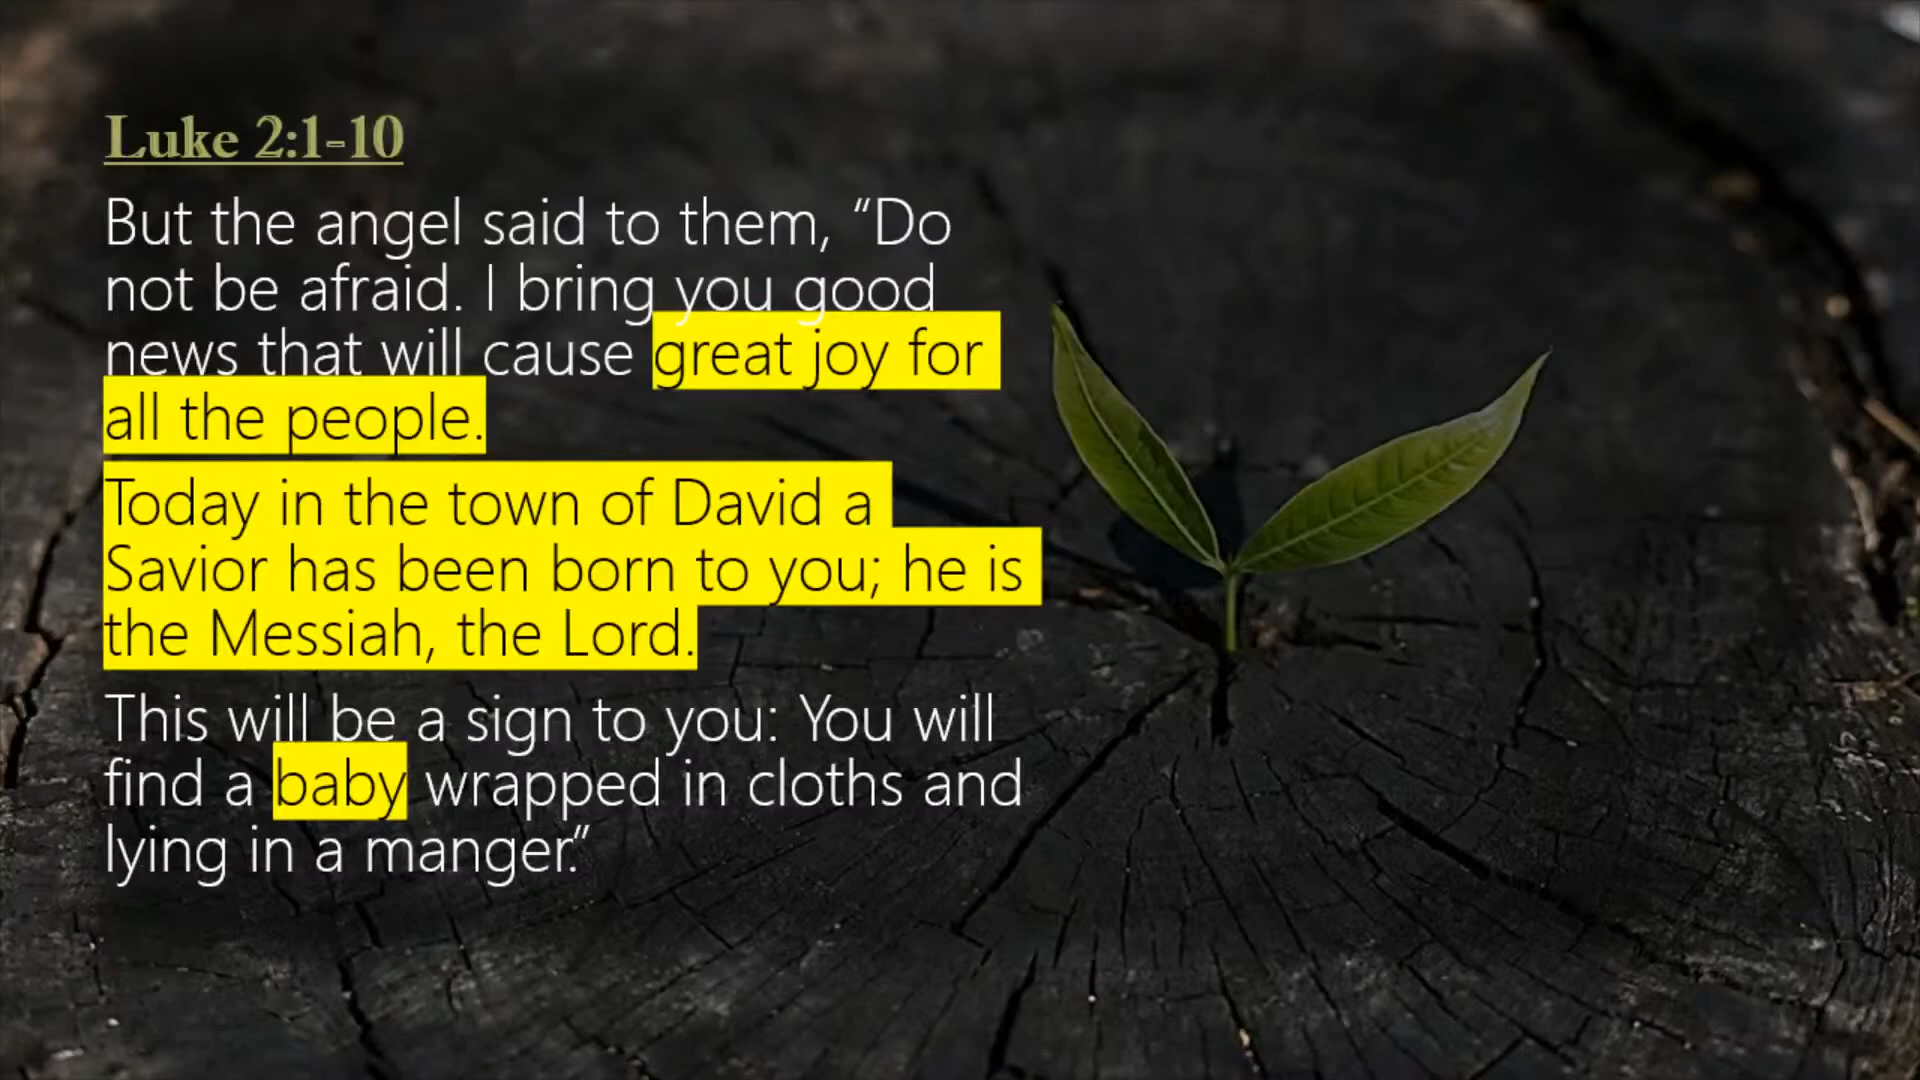 Luke 2:1-10
But the angel said to them, “Do
not be afraid. I bring you good
news that will cause great joy for
all the people.
Today in the town of David a
Savior has been born to you; he is
the Messiah, the Lord.
This will be a sign to you: You will
find a baby wrapped in cloths and
lying in a manger.”